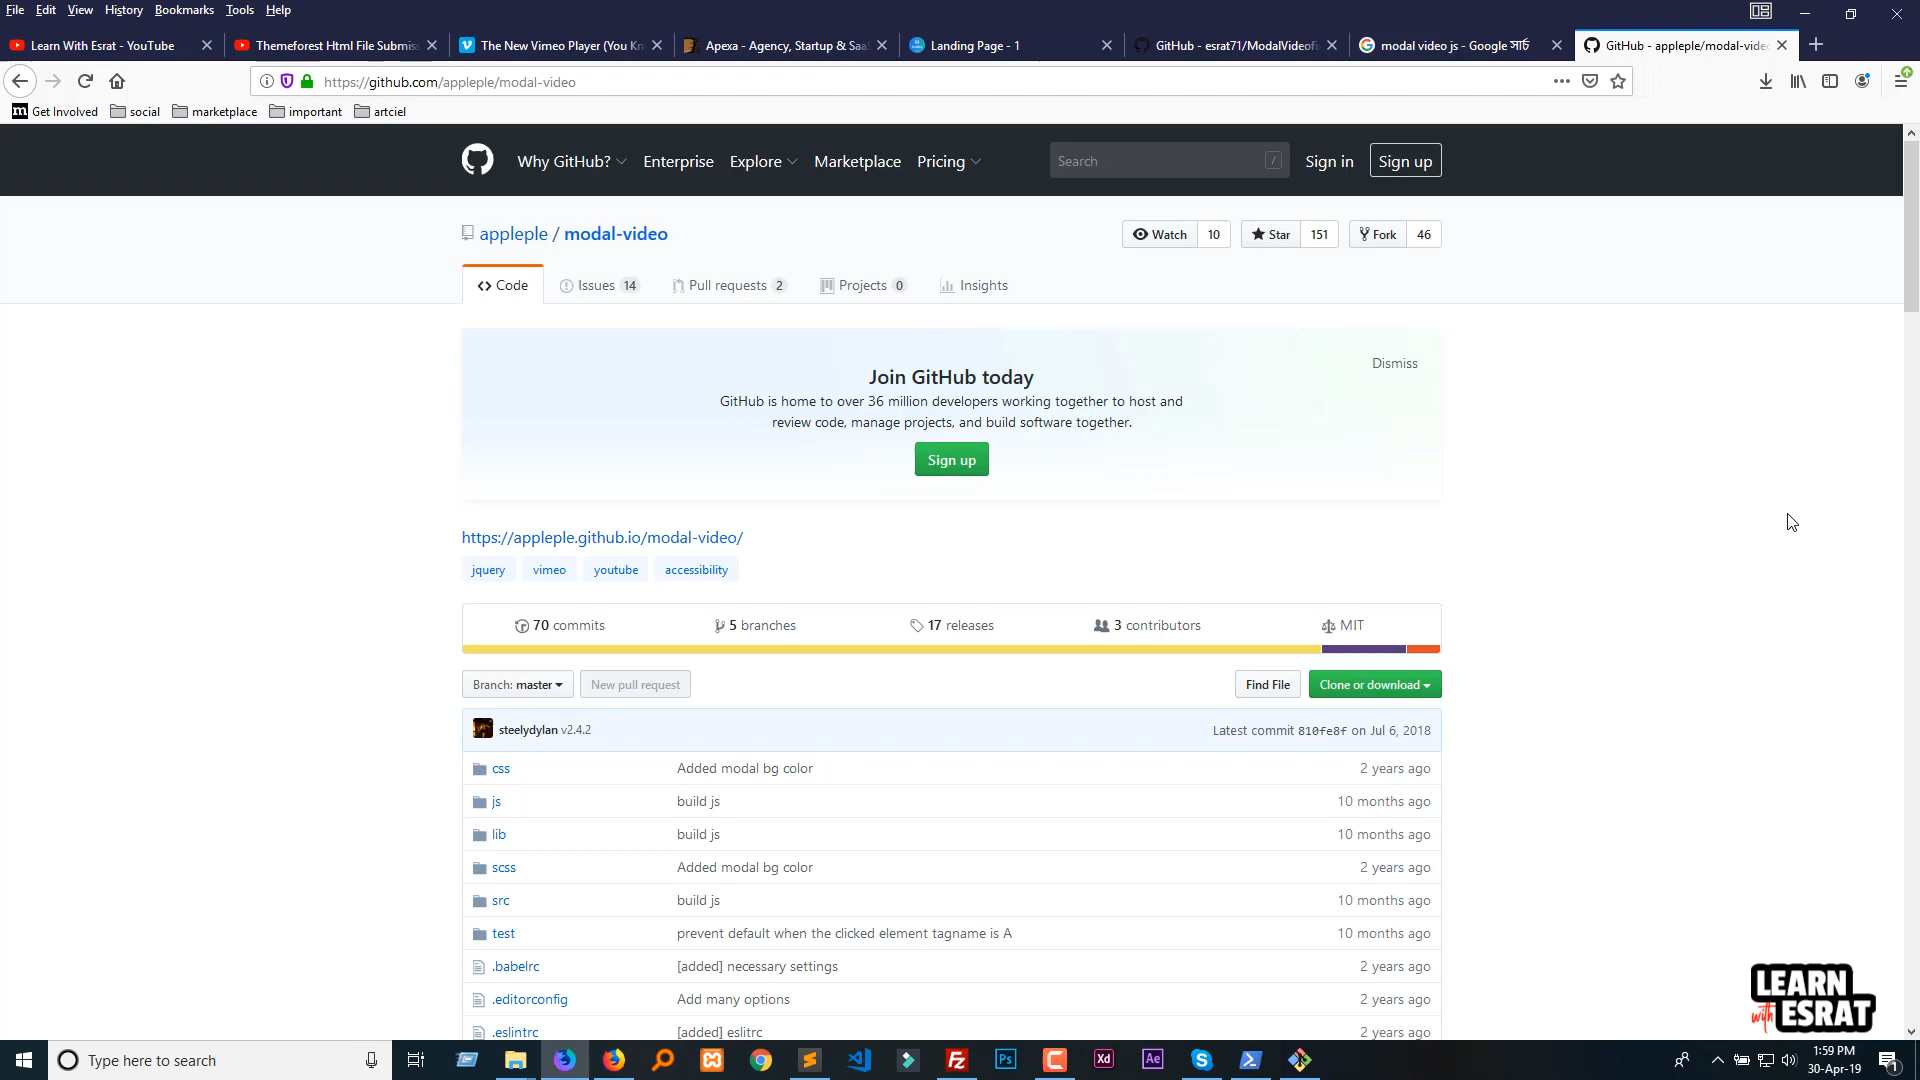 File Edit View History Bookmarks Tools Help
Learn With Esrat - YouTube
Themeforest Html File Submiss
The New Vimeo Player (You Kn
Apexa - Agency, Startup & SaaS
Landing Page - 1
GitHub - esrat71/ModalVideofi
modal video js - Google সার্চ
GitHub - appleple/modal-video
https://github.com/appleple/modal-video
Get Involved social marketplace important artciel
Why GitHub? Enterprise Explore Marketplace Pricing
Search /
Sign in Sign up
appleple / modal-video
Watch 10 Star 151 Fork 46
Code Issues 14 Pull requests 2 Projects 0 Insights
Dismiss
Join GitHub today
GitHub is home to over 36 million developers working together to host and
review code, manage projects, and build software together.
Sign up
https://appleple.github.io/modal-video/
jquery vimeo youtube accessibility
70 commits 5 branches 17 releases 3 contributors MIT
Branch: master New pull request Find File Clone or download
steelydylan v2.4.2 Latest commit 810fe8f on Jul 6, 2018
css Added modal bg color 2 years ago
js build js 10 months ago
lib build js 10 months ago
scss Added modal bg color 2 years ago
src build js 10 months ago
test prevent default when the clicked element tagname is A 10 months ago
.babelrc [added] necessary settings 2 years ago
.editorconfig Add many options 2 years ago
.eslintrc [added] eslitrc 2 years ago
LEARN
with ESRAT
Type here to search
Fz Ps Xd Ae
1:59 PM
30-Apr-19
1